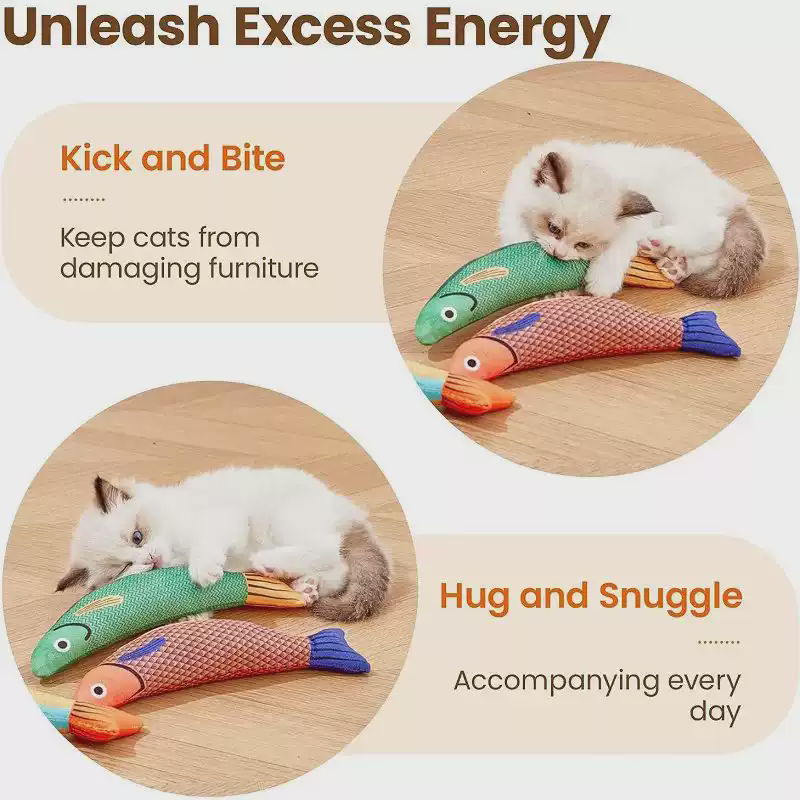 Unleash Excess Energy
Kick and Bite
Keep cats from
damaging furniture
Hug and Snuggle
Accompanying every
day